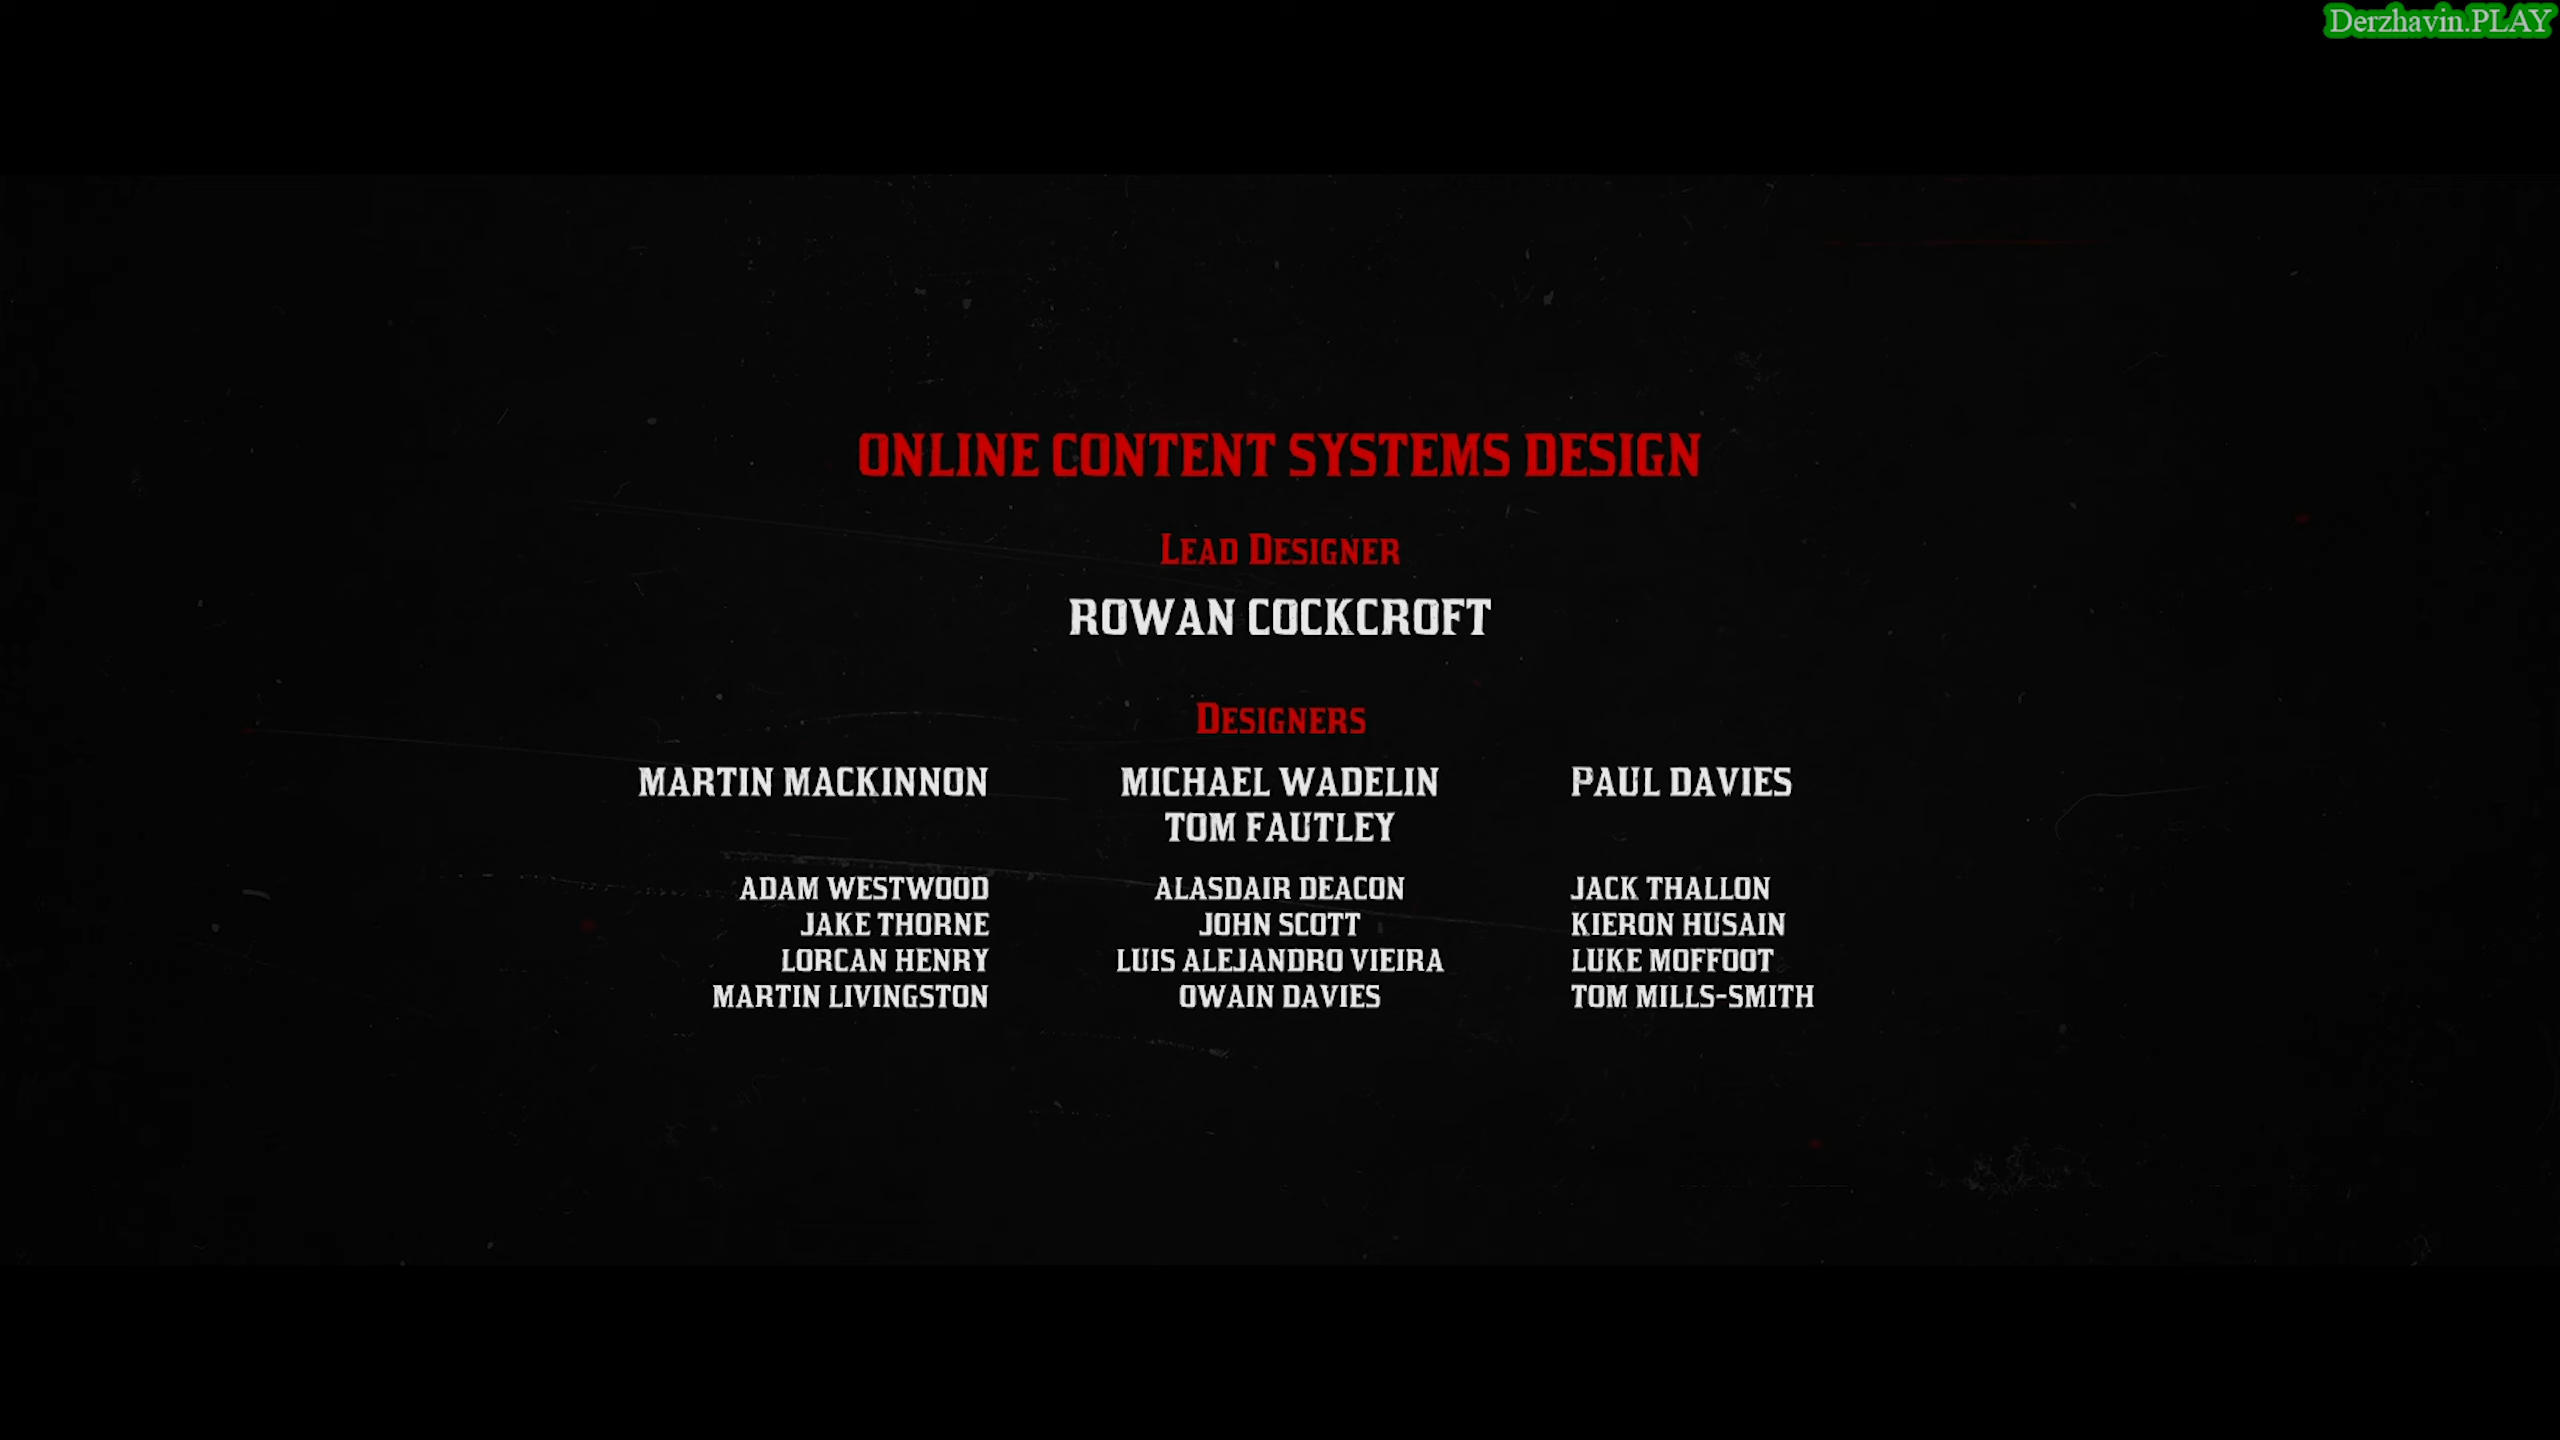 Derzhavin.PLAY
ONLINE CONTENT SYSTEMS DESIGN
LEAD DESIGNER
ROWAN COCKCROFT
DESIGNERS
MARTIN MACKINNON MICHAEL WADELIN PAUL DAVIES
TOM FAUTLEY
ADAM WESTWOOD ALASDAIR DEACON JACK THALLON
JAKE THORNE JOHN SCOTT KIERON HUSAIN
LORCAN HENRY LUIS ALEJANDRO VIEIRA LUKE MOFFOOT
MARTIN LIVINGSTON OWAIN DAVIES TOM MILLS-SMITH